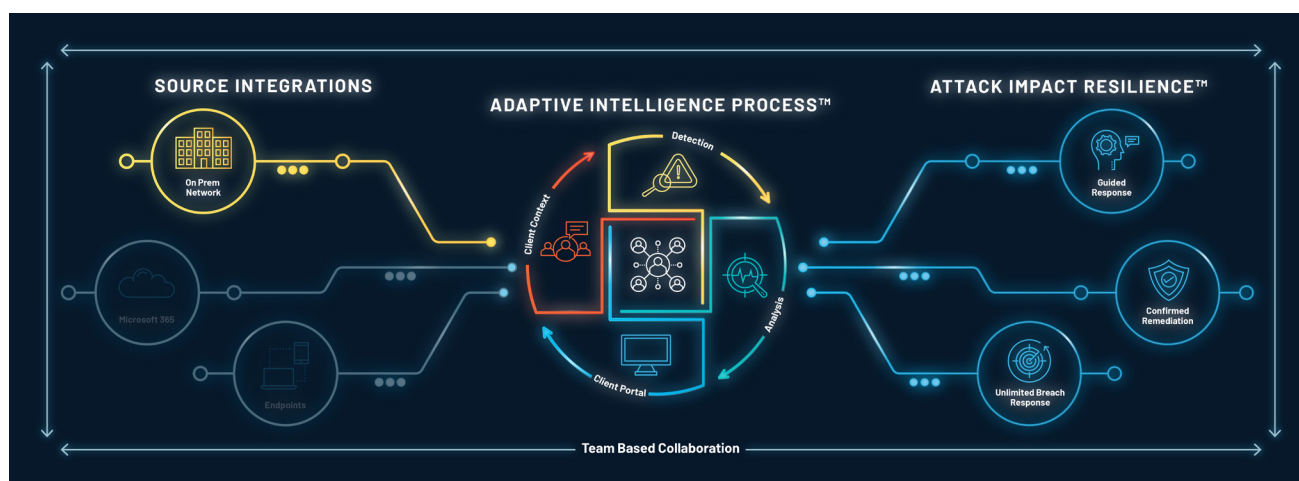 SOURCE INTEGRATIONS
ADAPTIVE INTELLIGENCE PROCESS™
ATTACK IMPACT RESILIENCE™
On Prem
Network
Microsoft 365
Endpoints
Detection
Client Context
Analysis
Client Portal
Guided
Response
Confirmed
Remediation
Unlimited Breach
Response
Team Based Collaboration